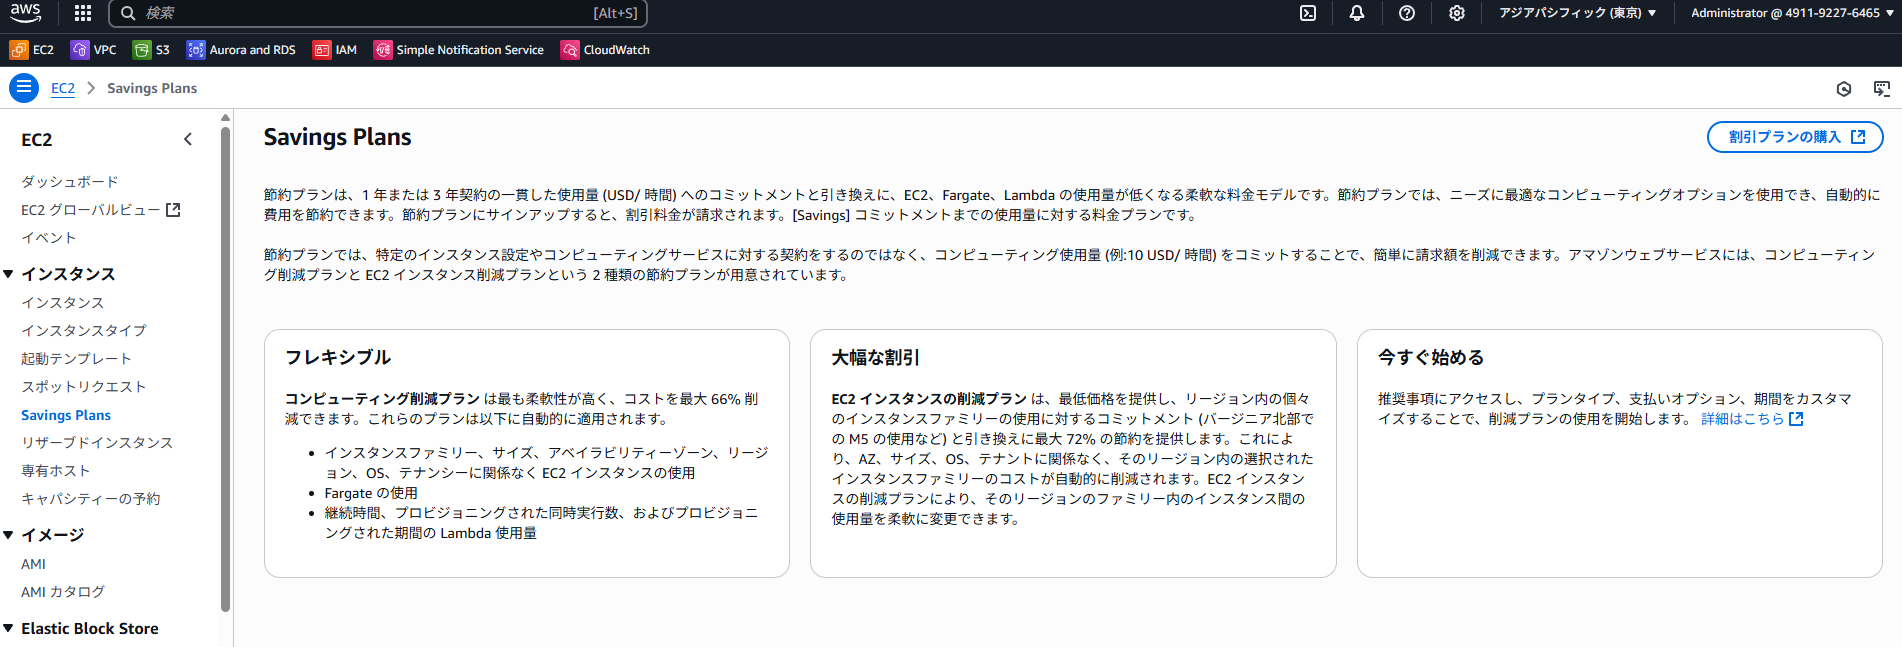 aws
検索
[Alt+S]
アジアパシフィック (東京)
Administrator @ 4911-9227-6465
EC2
VPC
S3
Aurora and RDS
IAM
Simple Notification Service
CloudWatch
EC2
Savings Plans
EC2
ダッシュボード
EC2 グローバルビュー
イベント
インスタンス
インスタンス
インスタンスタイプ
起動テンプレート
スポットリクエスト
Savings Plans
リザーブドインスタンス
専有ホスト
キャパシティーの予約
イメージ
AMI
AMI カタログ
Elastic Block Store
Savings Plans
割引プランの購入
節約プランは、1 年または 3 年契約の一貫した使用量 (USD/ 時間) へのコミットメントと引き換えに、EC2、Fargate、Lambda の使用量が低くなる柔軟な料金モデルです。節約プランでは、ニーズに最適なコンピューティングオプションを使用でき、自動的に
費用を節約できます。節約プランにサインアップすると、割引料金が請求されます。[Savings] コミットメントまでの使用量に対する料金プランです。
節約プランでは、特定のインスタンス設定やコンピューティングサービスに対する契約をするのではなく、コンピューティング使用量 (例:10 USD/ 時間) をコミットすることで、簡単に請求額を削減できます。アマゾンウェブサービスには、コンピューティン
グ削減プランと EC2 インスタンス削減プランという 2 種類の節約プランが用意されています。
フレキシブル
コンピューティング削減プラン は最も柔軟性が高く、コストを最大 66% 削
減できます。これらのプランは以下に自動的に適用されます。
• インスタンスファミリー、サイズ、アベイラビリティーゾーン、リージ
ョン、OS、テナンシーに関係なく EC2 インスタンスの使用
• Fargate の使用
• 継続時間、プロビジョニングされた同時実行数、およびプロビジョニ
ングされた期間の Lambda 使用量
大幅な割引
EC2 インスタンスの削減プラン は、最低価格を提供し、リージョン内の個々
のインスタンスファミリーの使用に対するコミットメント (バージニア北部で
の M5 の使用など) と引き換えに最大 72% の節約を提供します。これによ
り、AZ、サイズ、OS、テナントに関係なく、そのリージョン内の選択された
インスタンスファミリーのコストが自動的に削減されます。EC2 インスタン
スの削減プランにより、そのリージョンのファミリー内のインスタンス間の
使用量を柔軟に変更できます。
今すぐ始める
推奨事項にアクセスし、プランタイプ、支払いオプション、期間をカスタマ
イズすることで、削減プランの使用を開始します。 詳細はこちら